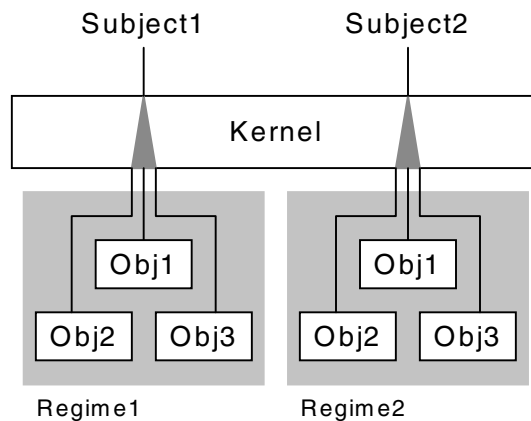 Subject1 Subject2
Kernel
Obj1 Obj1
Obj2 Obj3 Obj2 Obj3
Regime1 Regime2